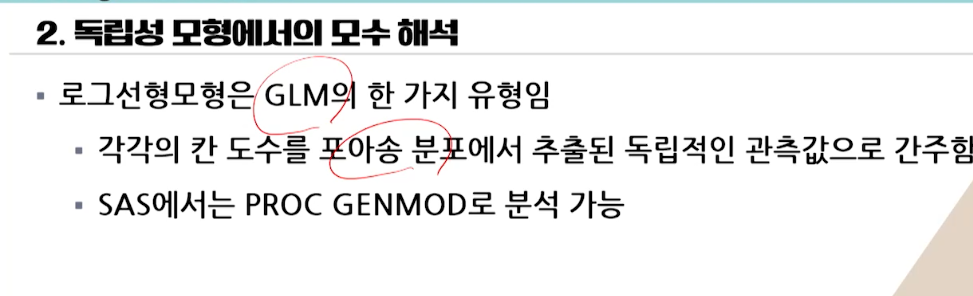 2. 독립성 모형에서의 모수 해석
▪ 로그선형모형은 GLM의 한 가지 유형임
▪ 각각의 칸 도수를 포아송 분포에서 추출된 독립적인 관측값으로 간주함
▪ SAS에서는 PROC GENMOD로 분석 가능